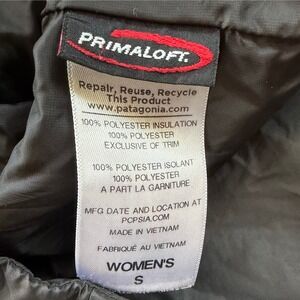 PRIMALOFT.
Repair, Reuse, Recycle
This Product
www.patagonia.com
100% POLYESTER INSULATION
100% POLYESTER
EXCLUSIVE OF TRIM
100% POLYESTER ISOLANT
100% POLYESTER
A PART LA GARNITURE
MFG DATE AND LOCATION AT
PCPSIA.COM
MADE IN VIETNAM
FABRIQUÉ AU VIETNAM
WOMEN'S
S